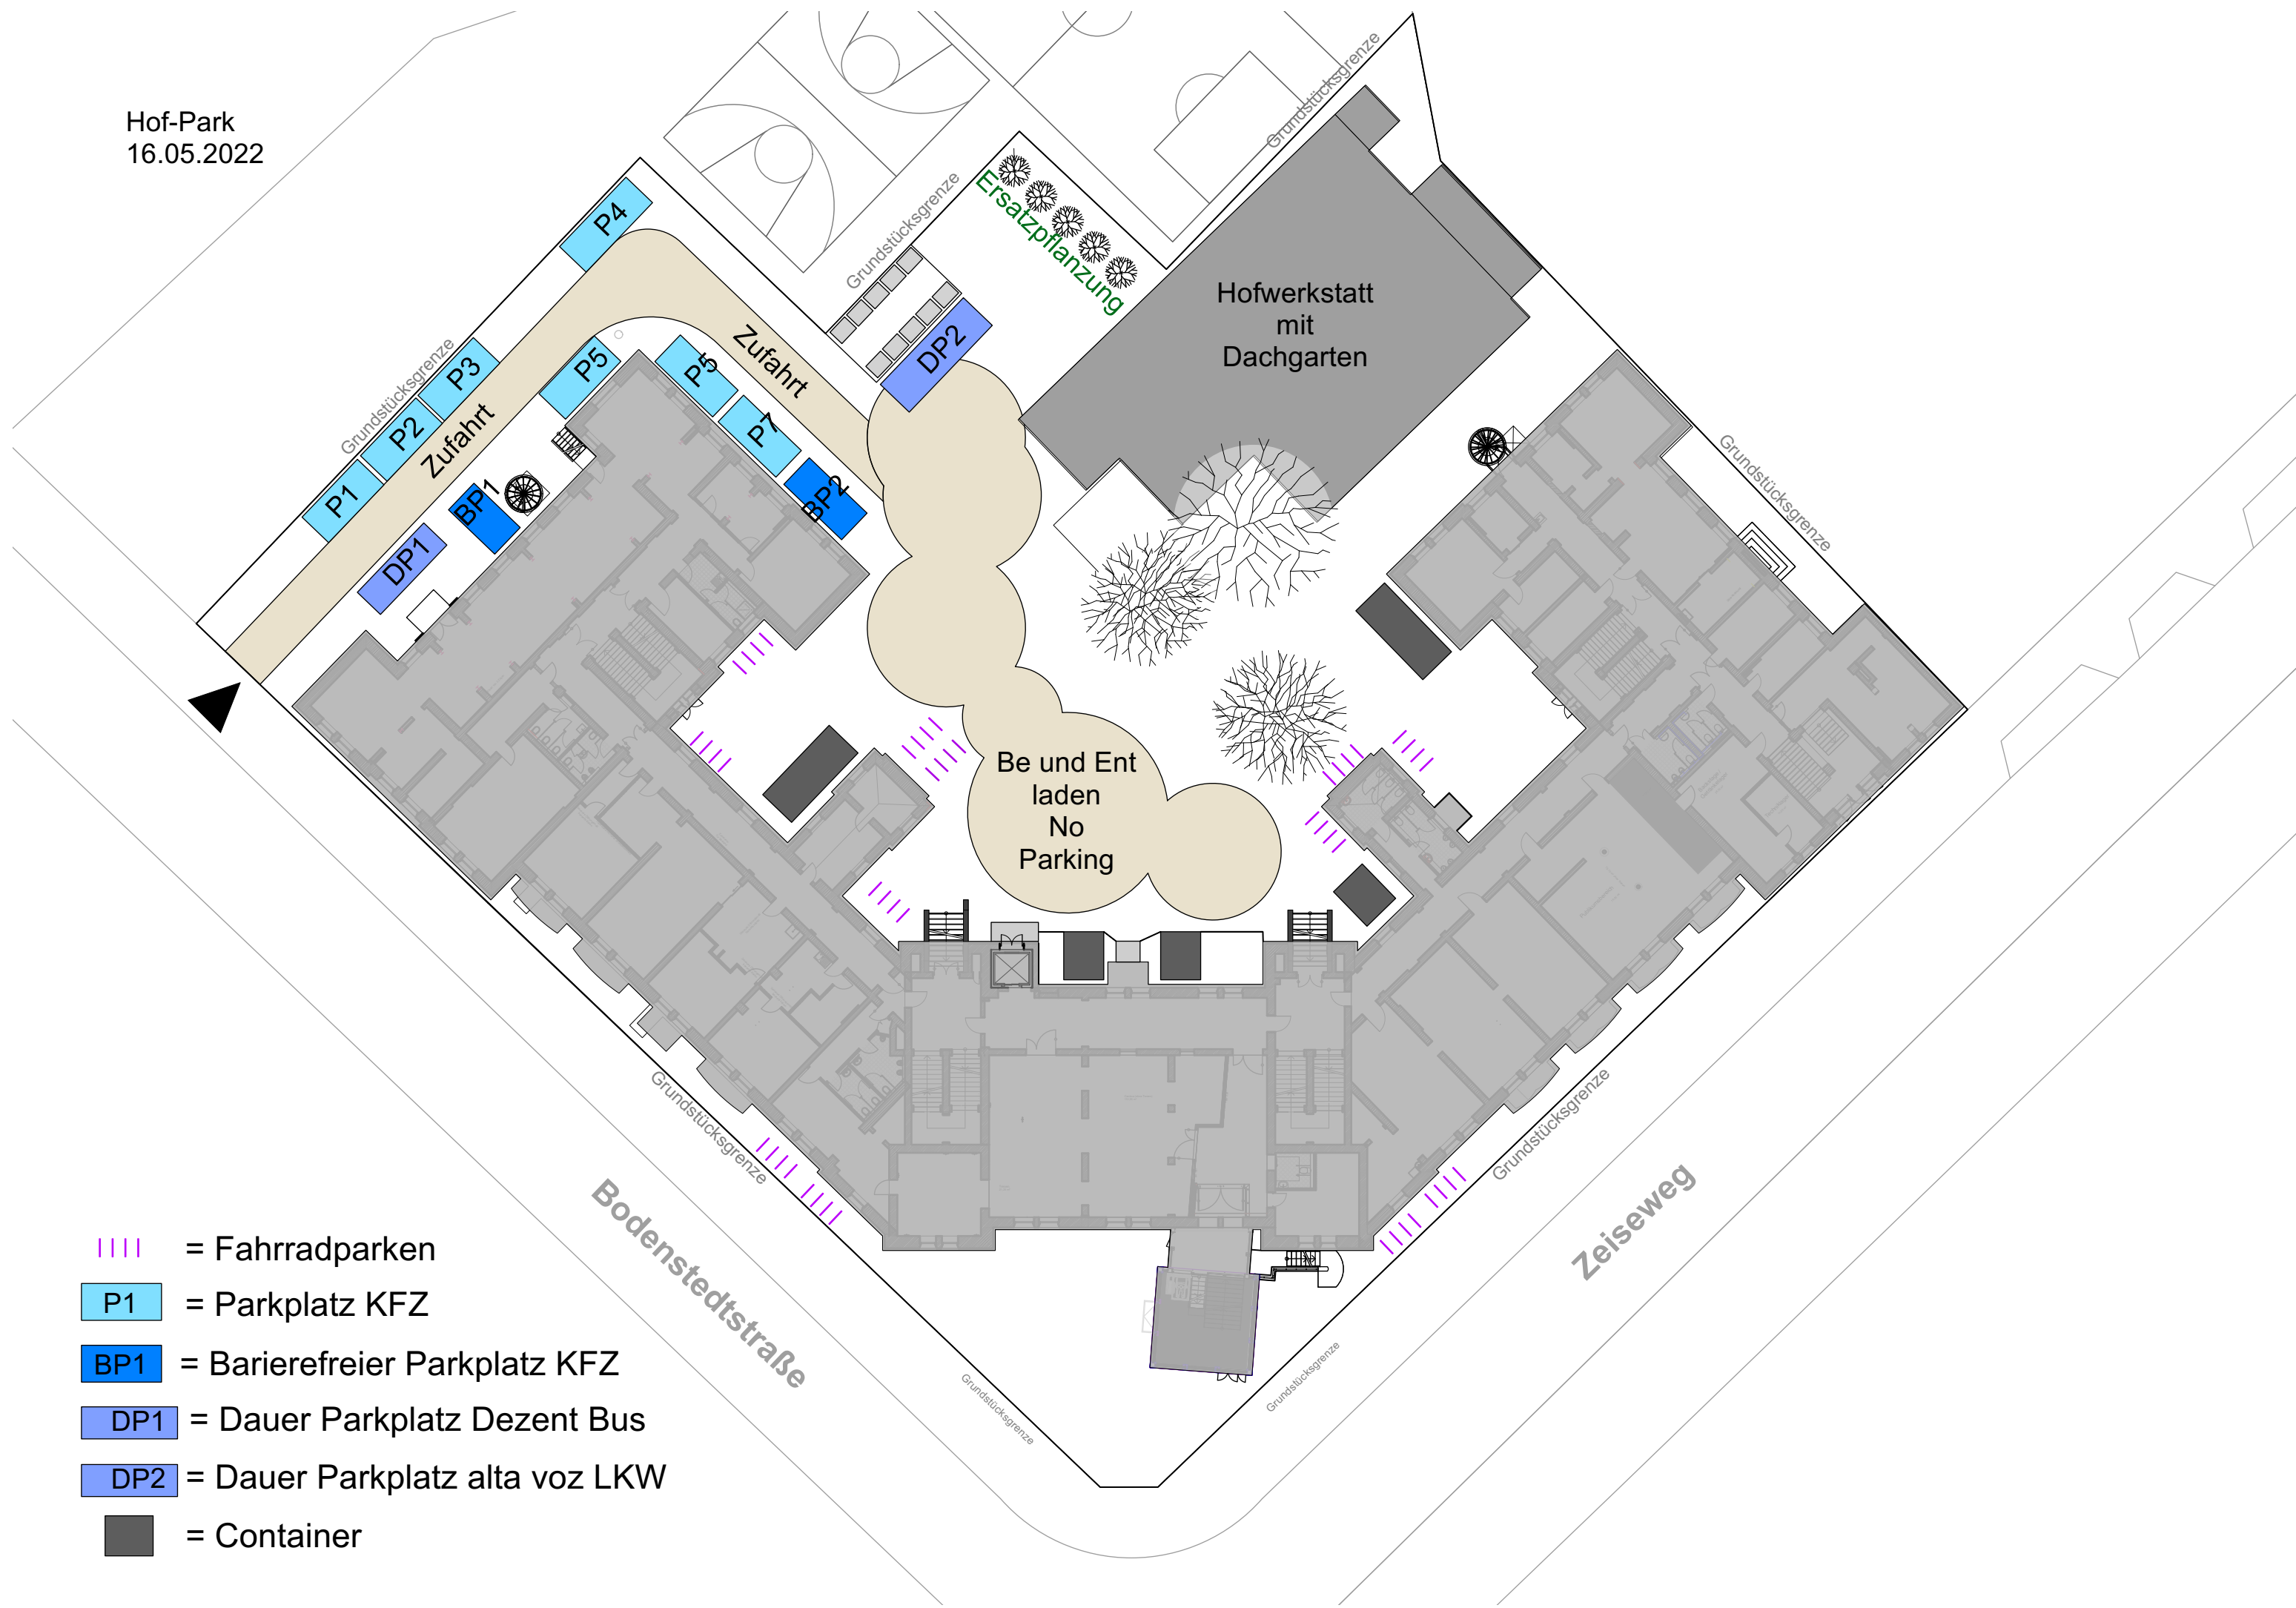 Hof-Park
16.05.2022
P4
Grundstücksgrenze
Grundstücksgrenze
Ersatzpflanzung
Hofwerkstatt
mit
Dachgarten
Grundstücksgrenze
P3
P2
P1
Zufahrt
Zufahrt
P5
P5
P7
BP2
BP1
DP1
DP2
Grundstücksgrenze
Be und Ent
laden
No
Parking
Grundstücksgrenze
Grundstücksgrenze
Bodenstedtstraße
Zeiseweg
Grundstücksgrenze
Grundstücksgrenze
= Fahrradparken
P1 = Parkplatz KFZ
BP1 = Barierefreier Parkplatz KFZ
DP1 = Dauer Parkplatz Dezent Bus
DP2 = Dauer Parkplatz alta voz LKW
= Container